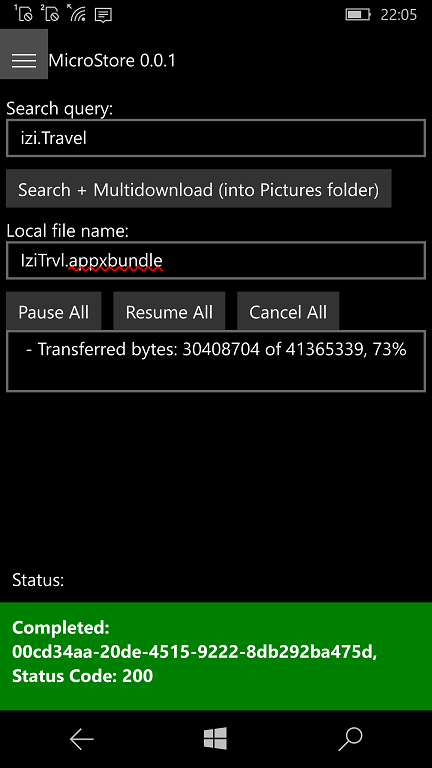 1 2 22:05
MicroStore 0.0.1
Search query:
izi.Travel
Search + Multidownload (into Pictures folder)
Local file name:
IziTrvl.appxbundle
Pause All Resume All Cancel All
- Transferred bytes: 30408704 of 41365339, 73%
Status:
Completed:
00cd34aa-20de-4515-9222-8db292ba475d,
Status Code: 200